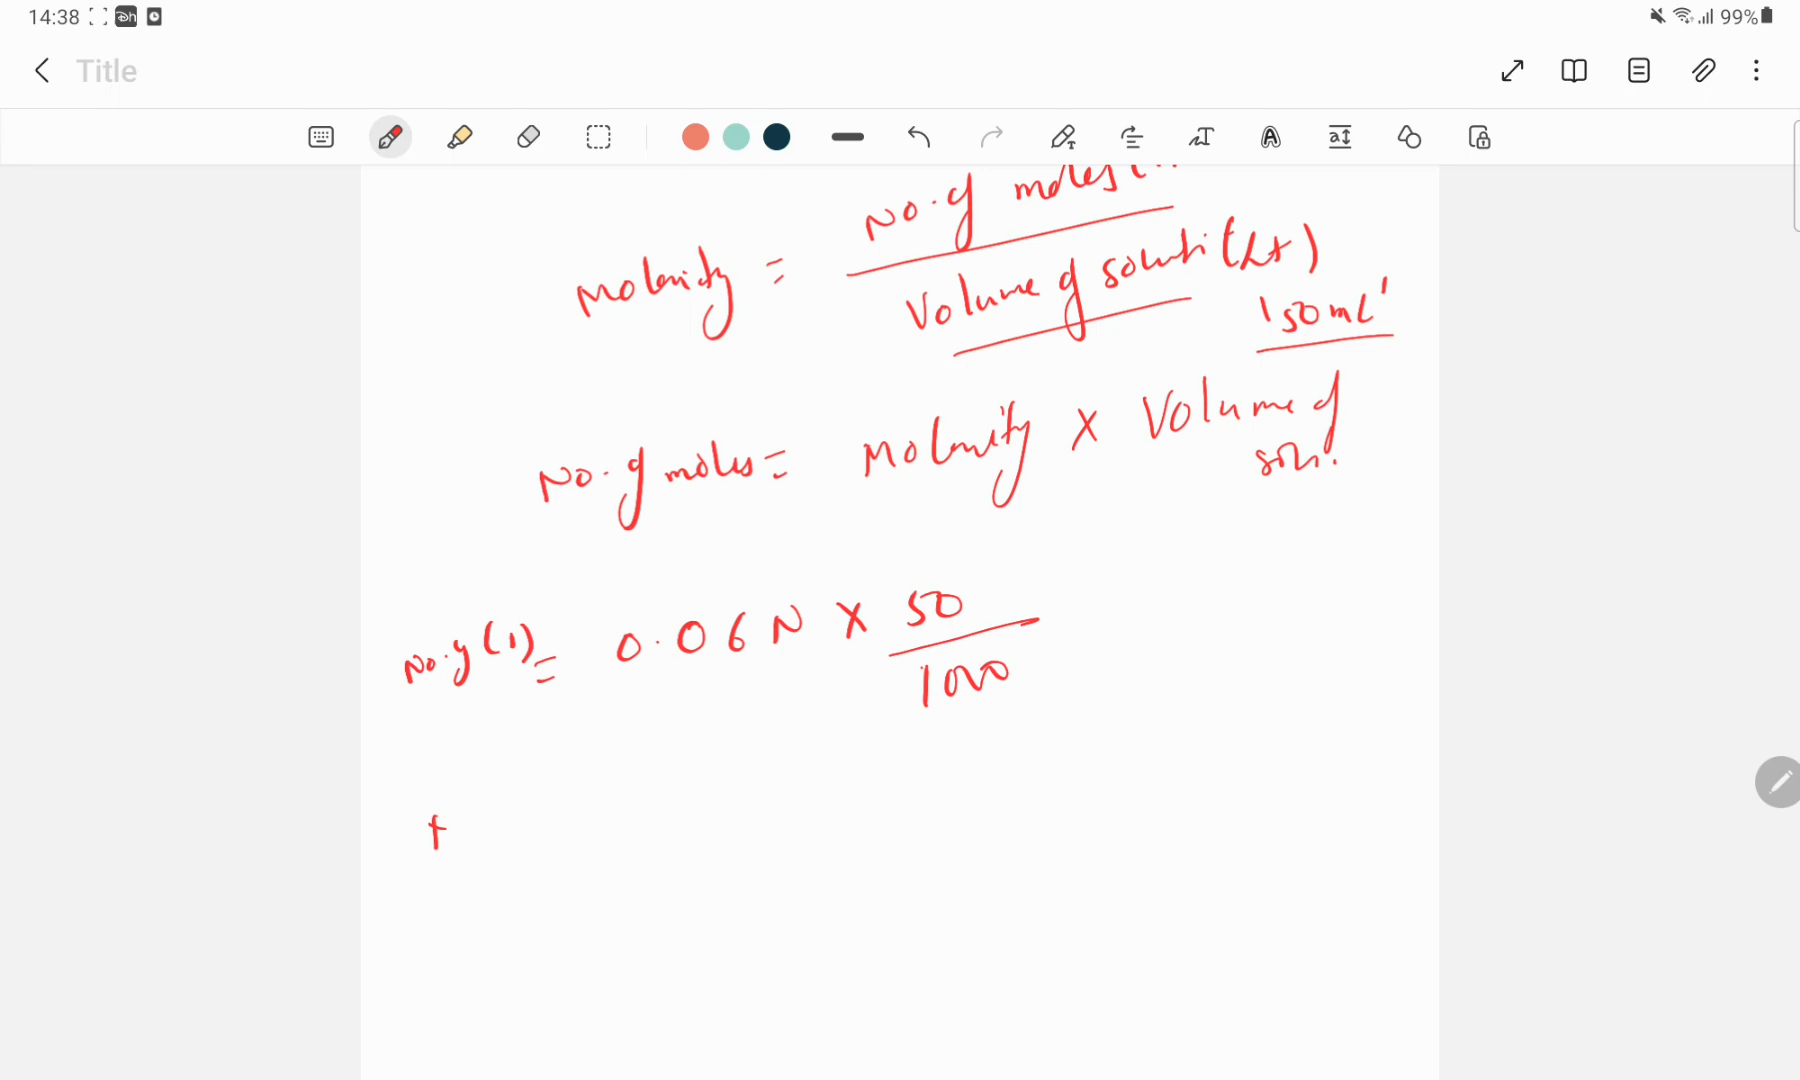 14:38 99%
Title
No. of moles
Molarity =
Volume of soluti (Lt)
150 mL
No. of moles = Molarity x Volume of
soln.
No. of (1) = 0.06 N x 50
1000
+